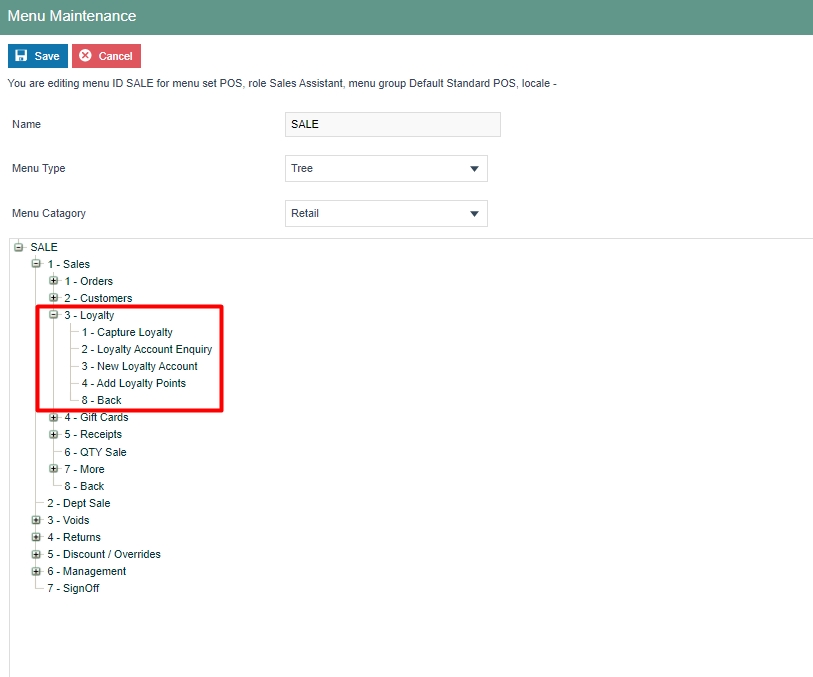 Menu Maintenance
Save Cancel
You are editing menu ID SALE for menu set POS, role Sales Assistant, menu group Default Standard POS, locale -
Name SALE
Menu Type Tree
Menu Catagory Retail
SALE
1 - Sales
1 - Orders
2 - Customers
3 - Loyalty
1 - Capture Loyalty
2 - Loyalty Account Enquiry
3 - New Loyalty Account
4 - Add Loyalty Points
8 - Back
4 - Gift Cards
5 - Receipts
6 - QTY Sale
7 - More
8 - Back
2 - Dept Sale
3 - Voids
4 - Returns
5 - Discount / Overrides
6 - Management
7 - SignOff